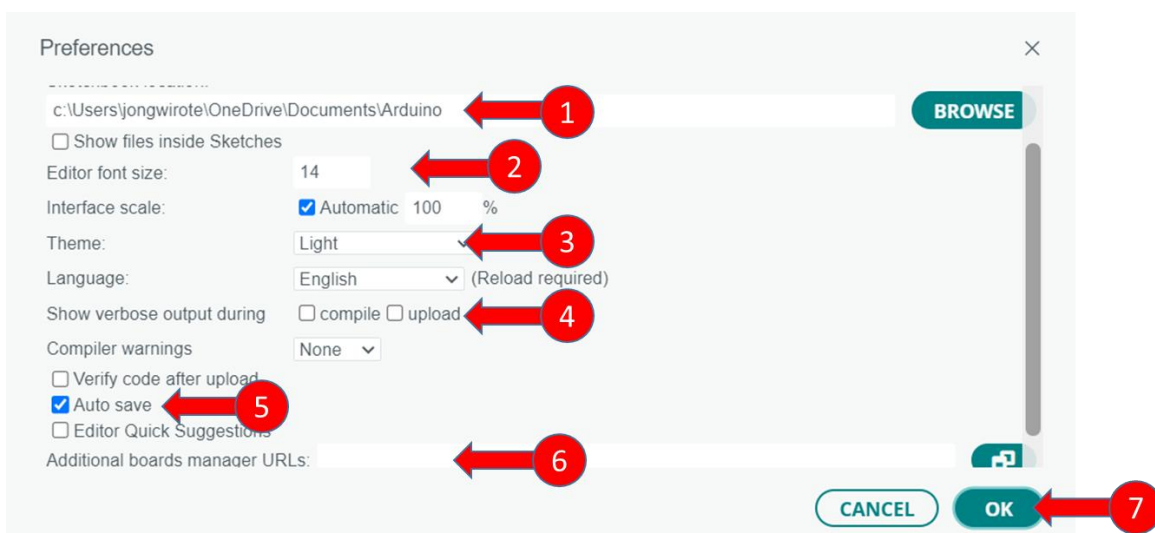 Preferences
c:\Users\jongwirote\OneDrive\Documents\Arduino 1 BROWSE
Show files inside Sketches
Editor font size: 14 2
Interface scale: Automatic 100 %
Theme: Light 3
Language: English (Reload required)
Show verbose output during compile upload 4
Compiler warnings None
Verify code after upload
Auto save 5
Editor Quick Suggestions
Additional boards manager URLs: 6
CANCEL OK 7